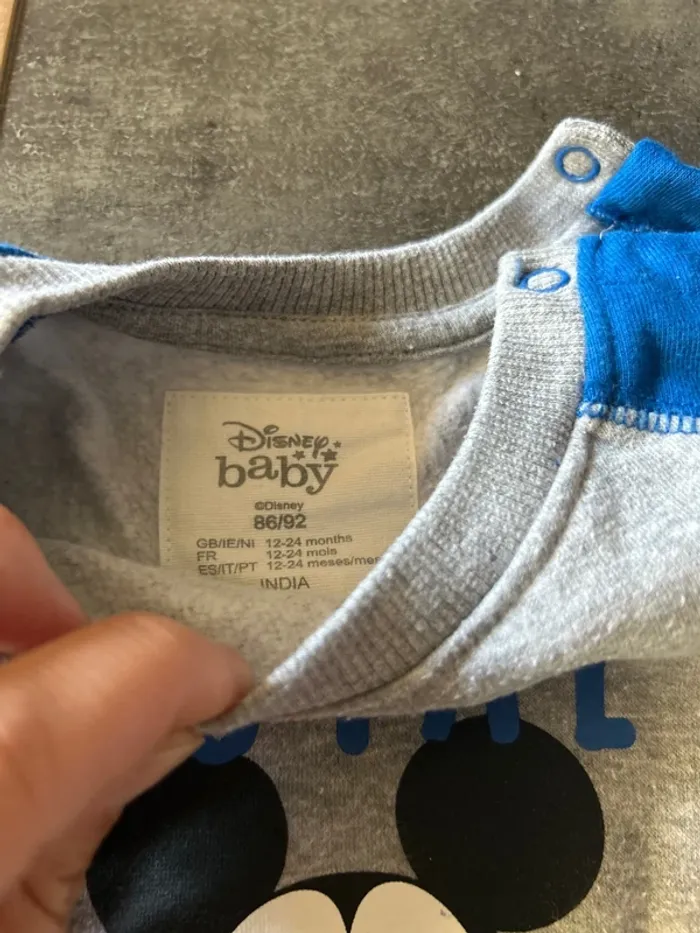 Disney
baby
©Disney
86/92
GB/IE/NI 12-24 months
FR 12-24 mois
ES/IT/PT 12-24 meses/mes
INDIA